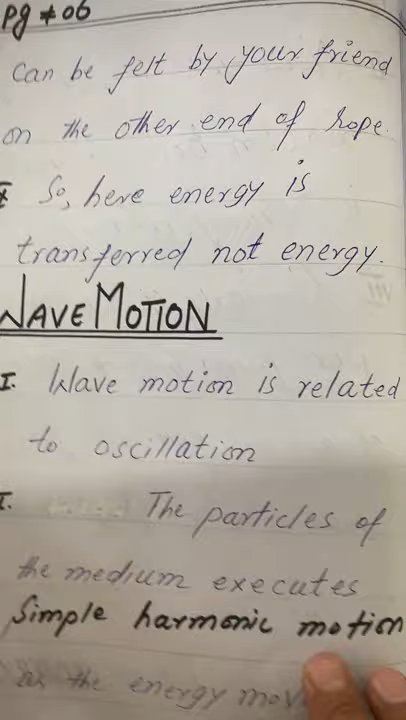 Pg # 06
can be felt by your friend
on the other end of rope.
So, here energy is
transferred not energy.
WAVE MOTION
I. Wave motion is related
to oscillation
I. The particles of
the medium executes
Simple harmonic motion
as the energy mov